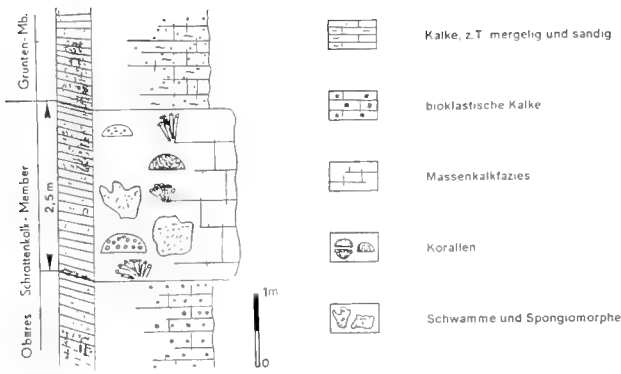 Grunten-Mb.
Oberes Schrattenkalk-Member
2,5m
1m
0
Kalke, z.T mergelig und sandig
bioklastische Kalke
Massenkalkfazies
Korallen
Schwamme und Spongiomorphe